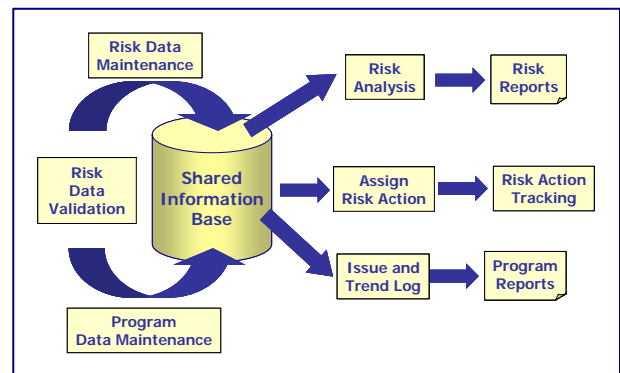 Risk Data
Maintenance
Risk
Analysis
Risk
Reports
Risk
Data
Validation
Shared
Information
Base
Assign
Risk Action
Risk Action
Tracking
Issue and
Trend Log
Program
Reports
Program
Data Maintenance